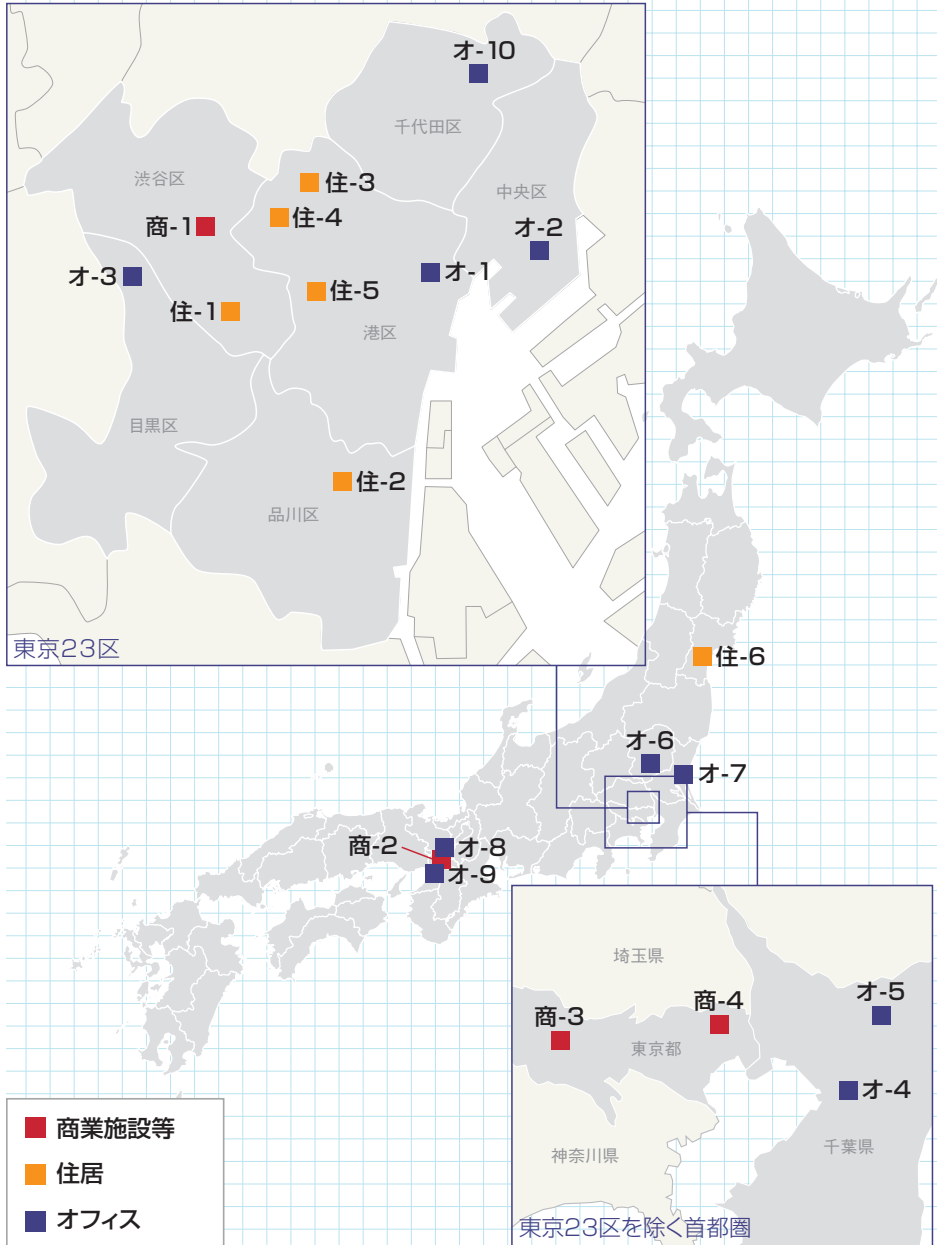 オ-10
千代田区
渋谷区
住-3
中央区
商-1
住-4
オ-2
オ-3
オ-1
住-5
住-1
港区
目黒区
住-2
品川区
東京23区
住-6
オ-6
オ-7
商-2
オ-8
オ-9
埼玉県
商-3
商-4
オ-5
東京都
オ-4
千葉県
神奈川県
東京23区を除く首都圏
商業施設等
住居
オフィス